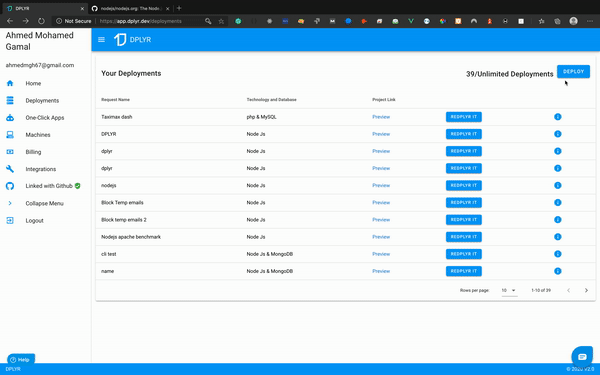 DPLYR
nodejs/nodejs.org: The Node.
Not Secure | https://app.dplyr.dev/deployments
Ahmed Mohamed
Gamal
DPLYR
ahmedmgh67@gmail.com
Home
Deployments
One-Click Apps
Machines
Billing
Integrations
Linked with Github
Collapse Menu
Logout
Your Deployments
39/Unlimited Deployments
DEPLOY
Request Name Technology and Database Project Link
Taximax dash php & MySQL Preview REDPLYR IT
DPLYR Node Js Preview REDPLYR IT
dplyr Node Js Preview REDPLYR IT
dplyr Node Js Preview REDPLYR IT
nodejs Node Js Preview REDPLYR IT
Block Temp emails Node Js Preview REDPLYR IT
Block temp emails 2 Node Js Preview REDPLYR IT
Nodejs apache benchmark Node Js Preview REDPLYR IT
cli test Node Js & MongoDB Preview REDPLYR IT
name Node Js & MongoDB Preview REDPLYR IT
Rows per page: 10 1-10 of 39
Help
DPLYR